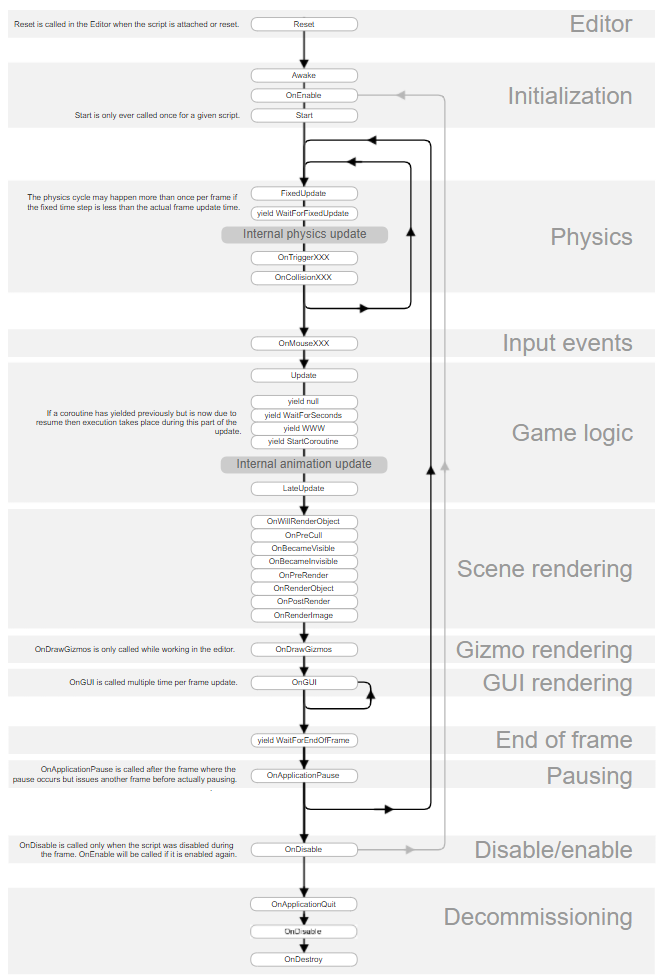 Reset is called in the Editor when the script is attached or reset.
Reset
Editor
Awake
OnEnable
Initialization
Start is only ever called once for a given script.
Start
The physics cycle may happen more than once per frame if
the fixed time step is less than the actual frame update time.
FixedUpdate
yield WaitForFixedUpdate
Internal physics update
Physics
OnTriggerXXX
OnCollisionXXX
OnMouseXXX
Input events
Update
If a coroutine has yielded previously but is now due to
resume then execution takes place during this part of the
update.
yield null
yield WaitForSeconds
yield WWW
yield StartCoroutine
Game logic
Internal animation update
LateUpdate
OnWillRenderObject
OnPreCull
OnBecameVisible
OnBecameInvisible
OnPreRender
OnRenderObject
OnPostRender
OnRenderImage
Scene rendering
OnDrawGizmos is only called while working in the editor.
OnDrawGizmos
Gizmo rendering
OnGUI is called multiple time per frame update.
OnGUI
GUI rendering
yield WaitForEndOfFrame
End of frame
OnApplicationPause is called after the frame where the
pause occurs but issues another frame before actually pausing.
OnApplicationPause
Pausing
OnDisable is called only when the script was disabled during
the frame. OnEnable will be called if it is enabled again.
OnDisable
Disable/enable
OnApplicationQuit
Decommissioning
OnDisable
OnDestroy